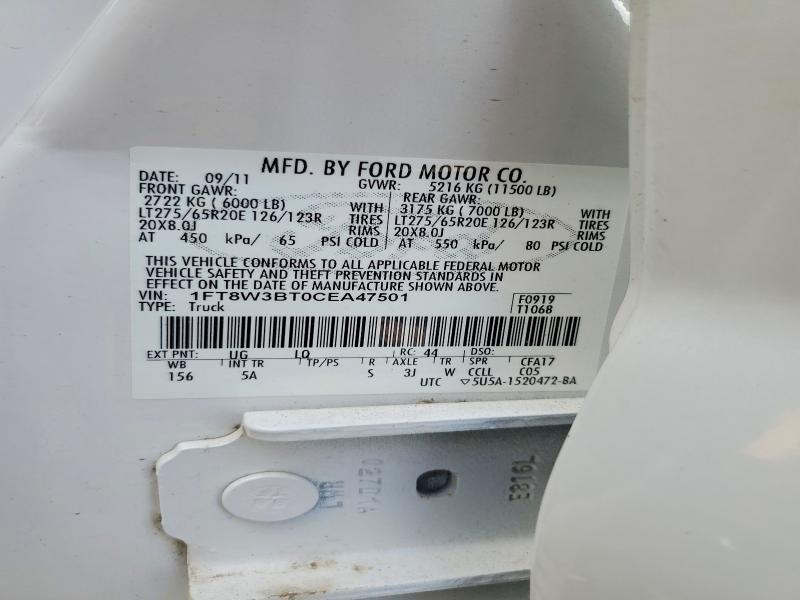 MFD. BY FORD MOTOR CO.
DATE: 09/11 GVWR: 5216 KG (11500 LB)
FRONT GAWR: REAR GAWR:
2722 KG ( 6000 LB) WITH 3175 KG ( 7000 LB) WITH
LT275/65R20E 126/123R TIRES LT275/65R20E 126/123R TIRES
20X8.0J RIMS 20X8.0J RIMS
AT 450 kPa/ 65 PSI COLD AT 550 kPa/ 80 PSI COLD
THIS VEHICLE CONFORMS TO ALL APPLICABLE FEDERAL MOTOR
VEHICLE SAFETY AND THEFT PREVENTION STANDARDS IN
EFFECT ON THE DATE OF MANUFACTURE SHOWN ABOVE.
VIN: 1FT8W3BT0CEA47501 F0919
TYPE: Truck T1068
EXT PNT: UG LQ RC: 44 DSO:
WB INT TR TP/PS R AXLE TR SPR CFA17
156 5A S 3J W CCLL C05
UTC ▽5U5A-1520472-BA
E816L